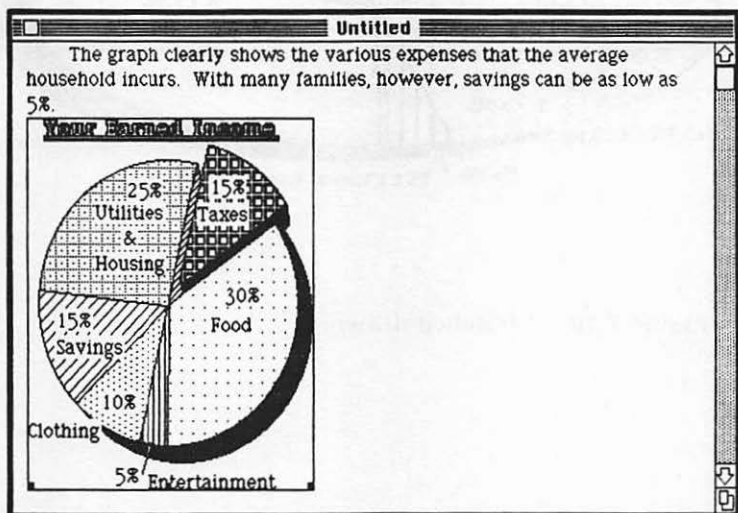 Untitled
The graph clearly shows the various expenses that the average
household incurs. With many families, however, savings can be as low as
5%.
Your Earned Income
25%
Utilities
&
Housing
15%
Taxes
30%
Food
15%
Savings
10%
Clothing
5% Entertainment